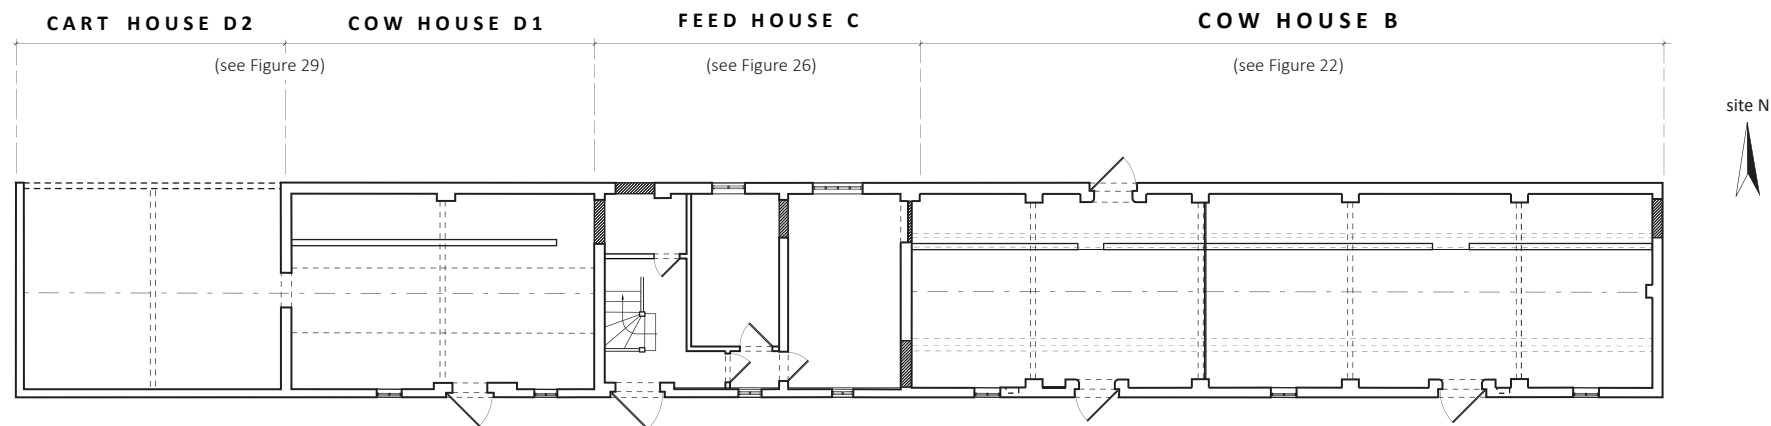 CART HOUSE D2 COW HOUSE D1 FEED HOUSE C COW HOUSE B
(see Figure 29) (see Figure 26) (see Figure 22)
site N